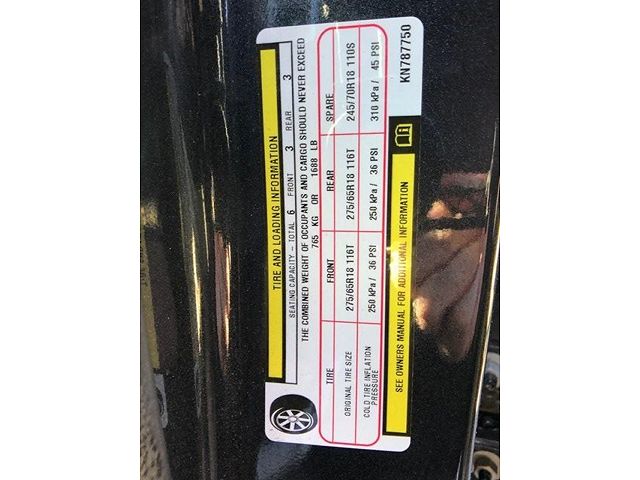 TIRE AND LOADING INFORMATION
SEATING CAPACITY - TOTAL 6 FRONT 3 REAR 3
THE COMBINED WEIGHT OF OCCUPANTS AND CARGO SHOULD NEVER EXCEED
765 KG OR 1688 LB
TIRE FRONT REAR SPARE
ORIGINAL TIRE SIZE 275/65R18 116T 275/65R18 116T 245/70R18 110S
COLD TIRE INFLATION PRESSURE 250 kPa / 36 PSI 250 kPa / 36 PSI 310 kPa / 45 PSI
SEE OWNERS MANUAL FOR ADDITIONAL INFORMATION
KN787750